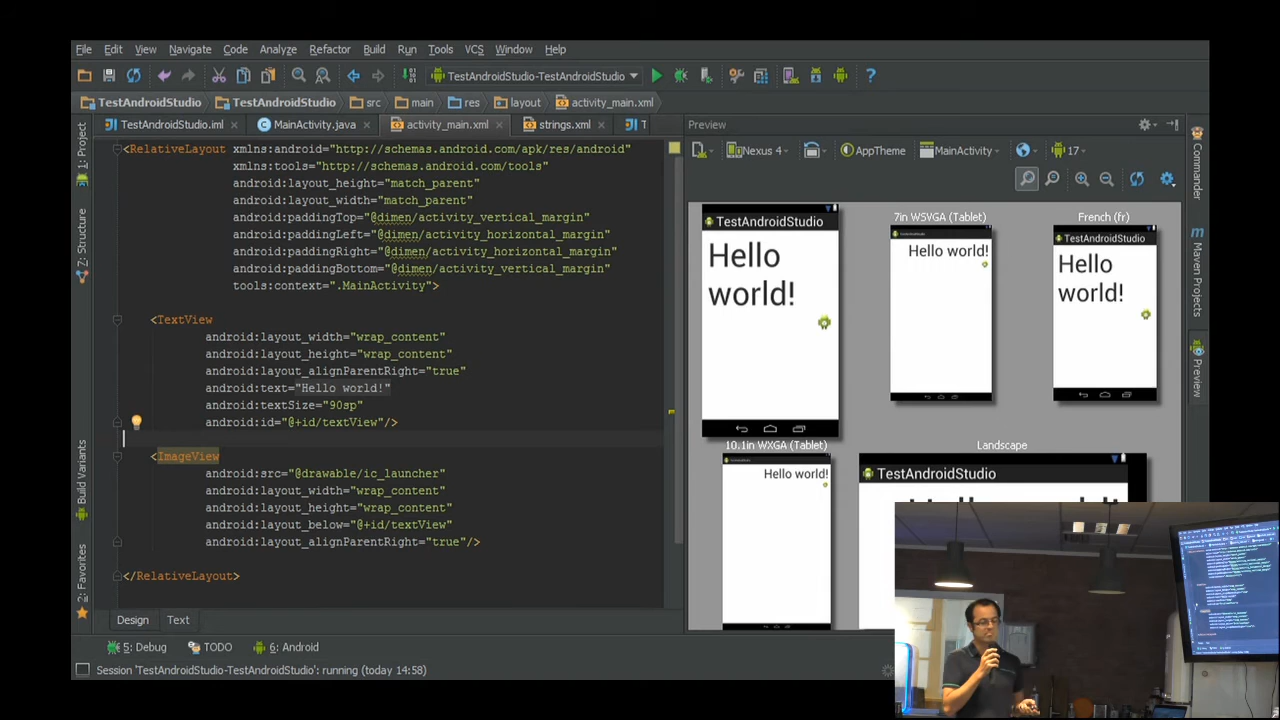 File Edit View Navigate Code Analyze Refactor Build Run Tools VCS Window Help
TestAndroidStudio-TestAndroidStudio
TestAndroidStudio TestAndroidStudio src main res layout activity_main.xml
TestAndroidStudio.iml MainActivity.java activity_main.xml strings.xml T
1: Project
7: Structure
Build Variants
2: Favorites
<RelativeLayout xmlns:android="http://schemas.android.com/apk/res/android"
xmlns:tools="http://schemas.android.com/tools"
android:layout_height="match_parent"
android:layout_width="match_parent"
android:paddingTop="@dimen/activity_vertical_margin"
android:paddingLeft="@dimen/activity_horizontal_margin"
android:paddingRight="@dimen/activity_horizontal_margin"
android:paddingBottom="@dimen/activity_vertical_margin"
tools:context=".MainActivity">
<TextView
android:layout_width="wrap_content"
android:layout_height="wrap_content"
android:layout_alignParentRight="true"
android:text="Hello world!"
android:textSize="90sp"
android:id="@+id/textView"/>
<ImageView
android:src="@drawable/ic_launcher"
android:layout_width="wrap_content"
android:layout_height="wrap_content"
android:layout_below="@+id/textView"
android:layout_alignParentRight="true"/>
</RelativeLayout>
Design Text
Preview
Nexus 4 AppTheme MainActivity 17
TestAndroidStudio
Hello
world!
7in WSVGA (Tablet)
Hello world!
French (fr)
TestAndroidStudio
Hello
world!
10.1in WXGA (Tablet)
Hello world!
Landscape
TestAndroidStudio
Commander
Maven Projects
Preview
5: Debug TODO 6: Android
Session 'TestAndroidStudio-TestAndroidStudio': running (today 14:58)